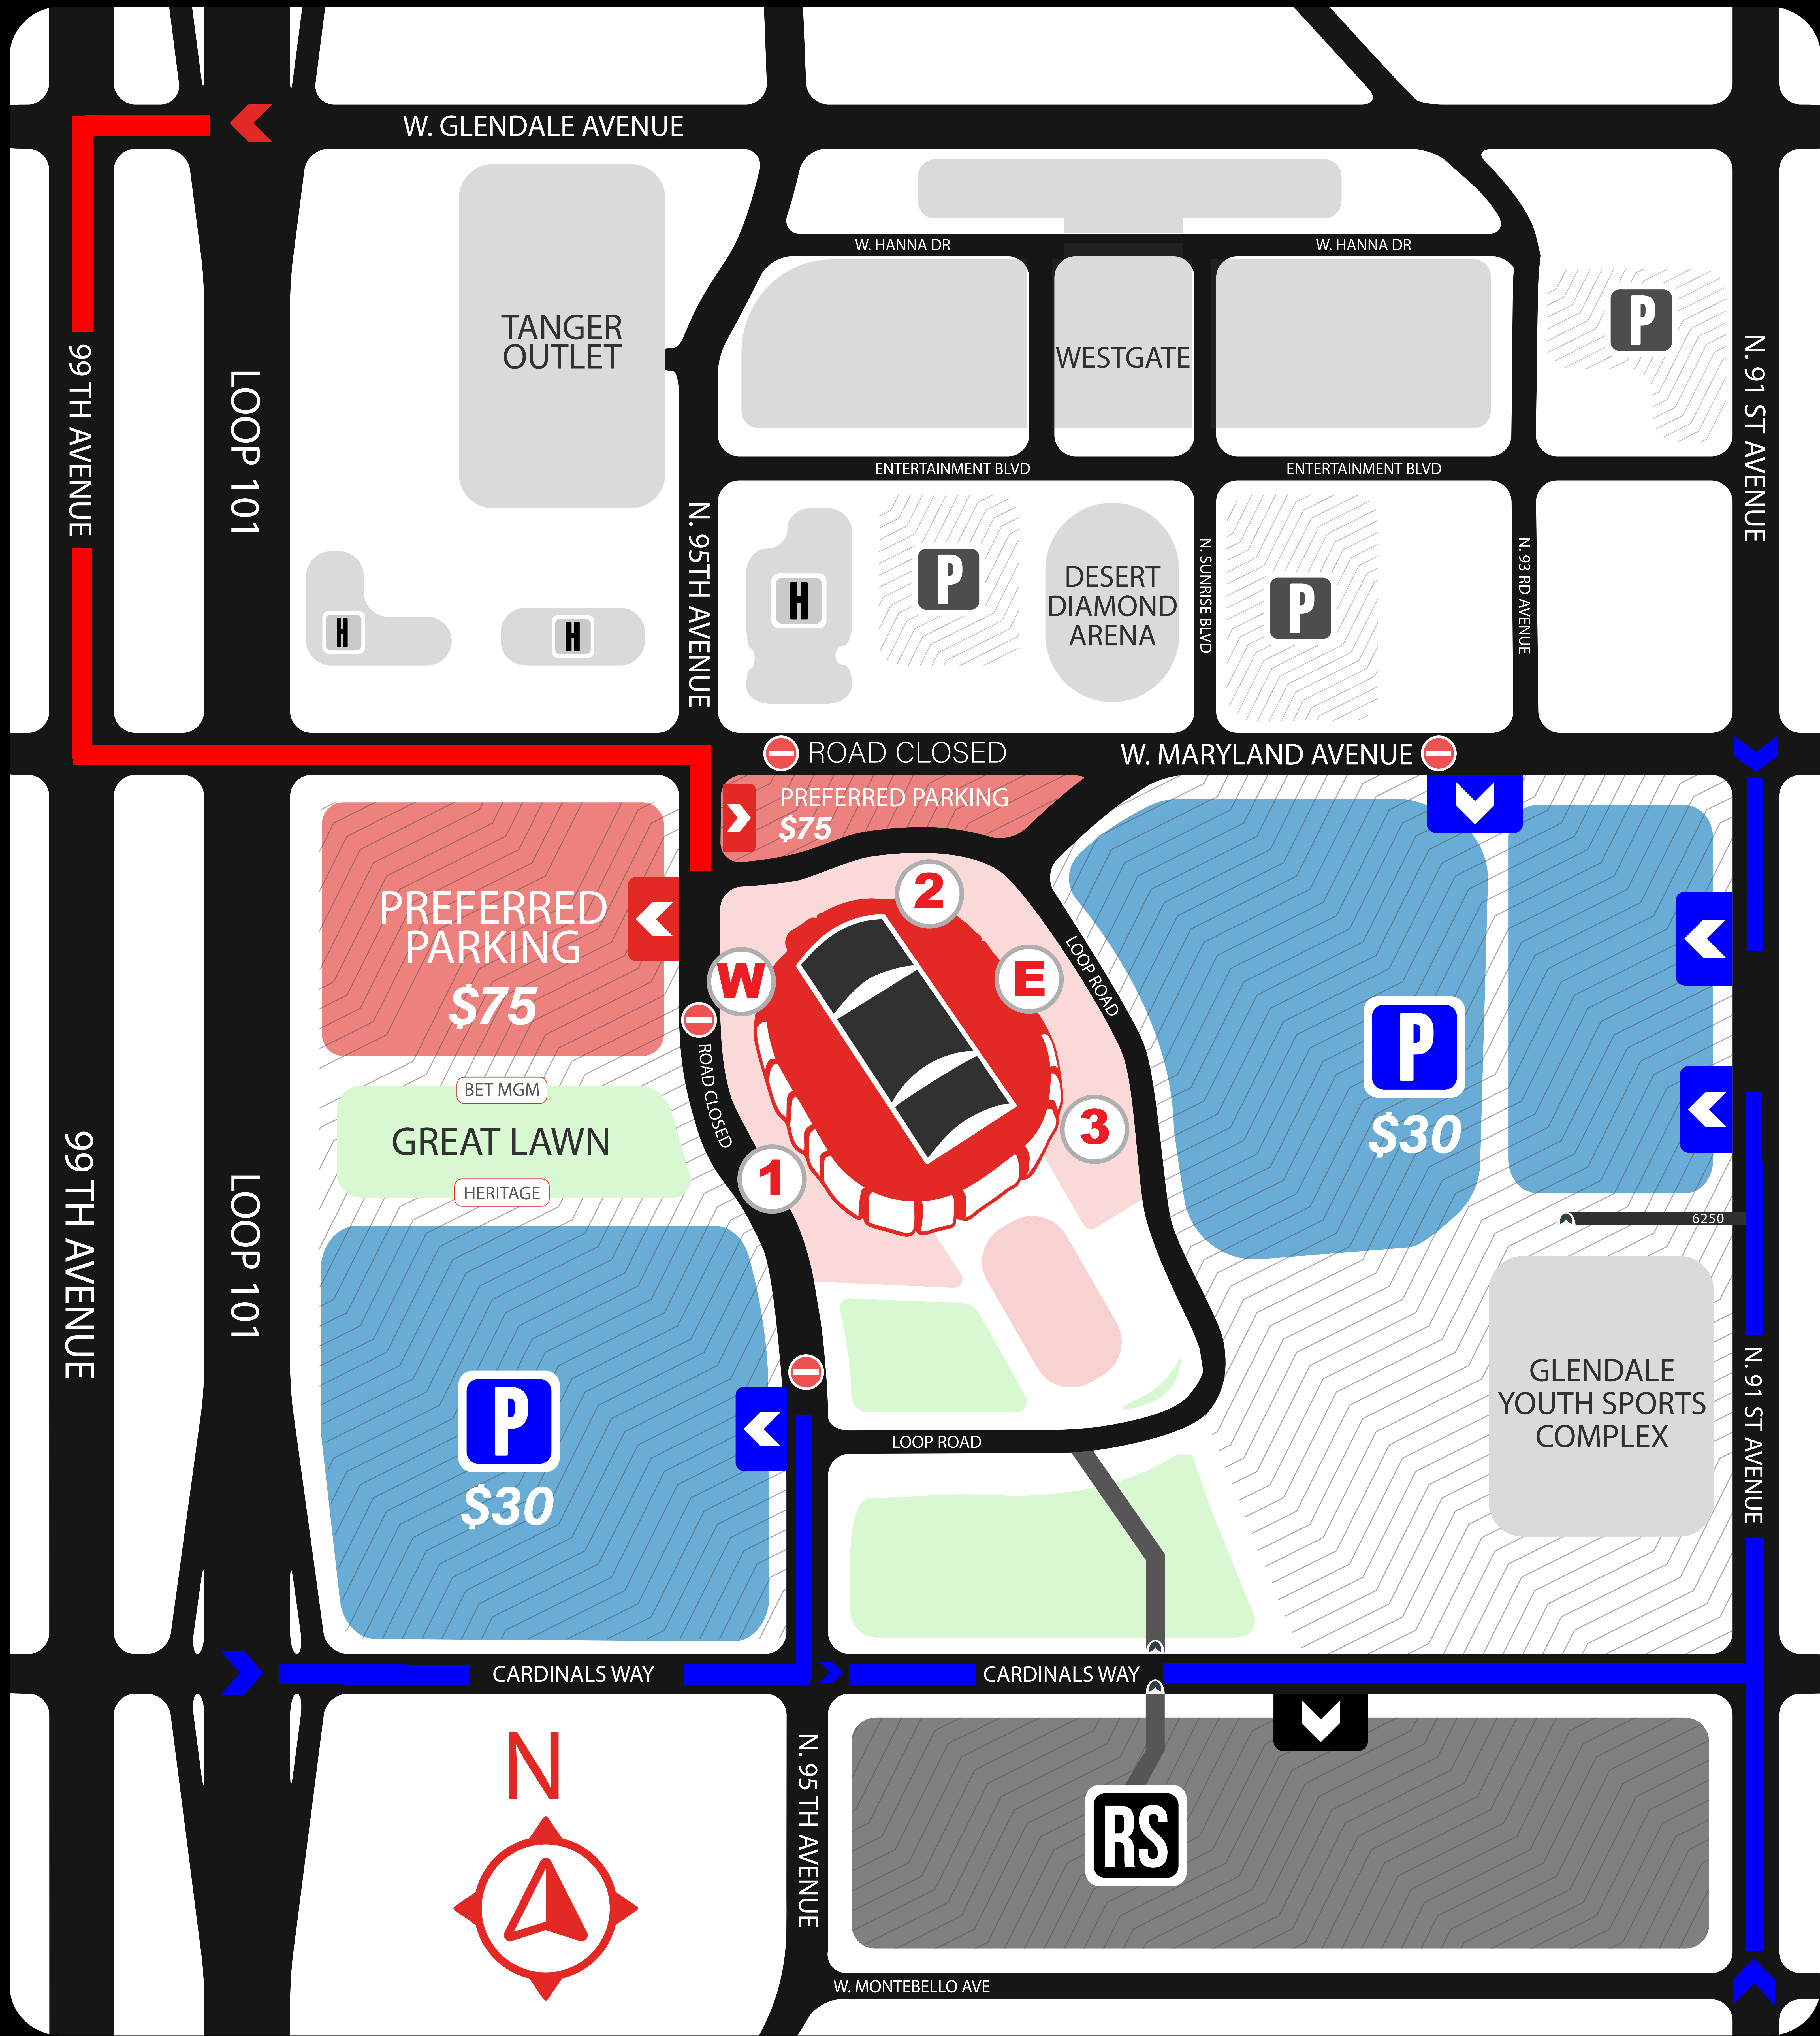 W. GLENDALE AVENUE
W. HANNA DR
W. HANNA DR
TANGER
OUTLET
WESTGATE
P
99 TH AVENUE
LOOP 101
N. 91 ST AVENUE
ENTERTAINMENT BLVD
ENTERTAINMENT BLVD
N. 95TH AVENUE
H
H
H
P
DESERT
DIAMOND
ARENA
N. SUNRISE BLVD
P
N. 93 RD AVENUE
ROAD CLOSED
W. MARYLAND AVENUE
PREFERRED PARKING
$75
PREFERRED
PARKING
$75
2
W
E
LOOP ROAD
P
$30
ROAD CLOSED
BET MGM
GREAT LAWN
HERITAGE
1
3
6250
99 TH AVENUE
LOOP 101
P
$30
GLENDALE
YOUTH SPORTS
COMPLEX
N. 91 ST AVENUE
LOOP ROAD
CARDINALS WAY
CARDINALS WAY
N
N. 95 TH AVENUE
RS
W. MONTEBELLO AVE